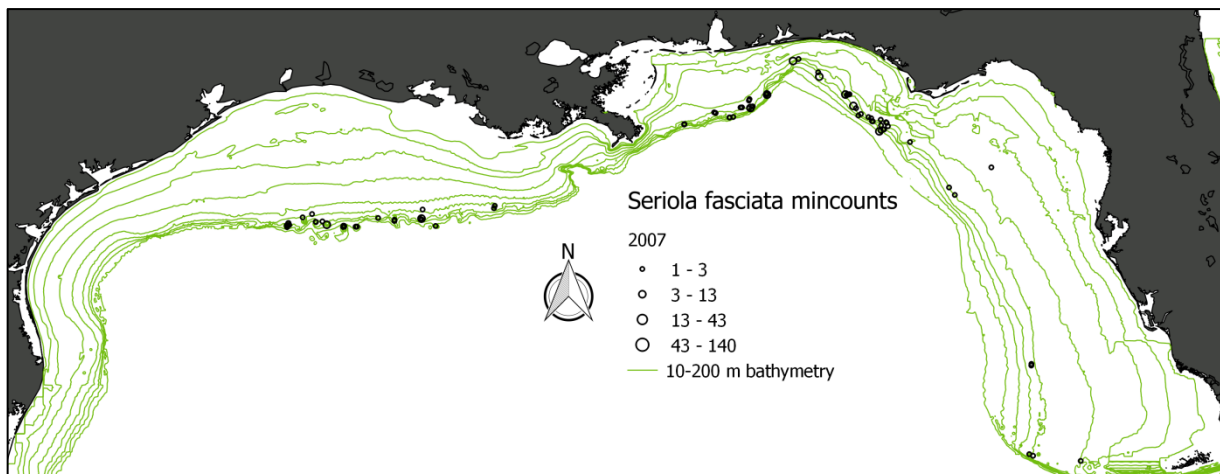 Seriola fasciata mincounts
N
2007
1 - 3
3 - 13
13 - 43
43 - 140
10-200 m bathymetry